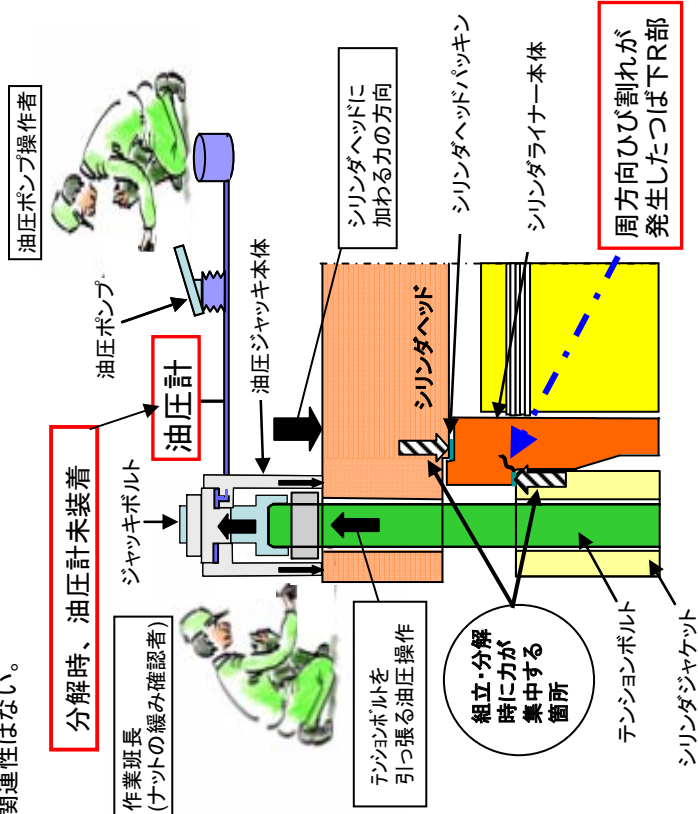 関連性はない。
分解時、油圧計未装着
油圧ポンプ操作者
油圧ポンプ
油圧計
ジャッキボルト
油圧ジャッキ本体
作業班長
(ナットの緩み確認者)
シリンダヘッドに
加わる力の方向
シリンダヘッド
テンションボルトを
引っ張る油圧操作
シリンダヘッドパッキン
シリンダライナー本体
組立・分解
時に力が
集中する
箇所
周方向ひび割れが
発生したつば下R部
テンションボルト
シリンダジャケット